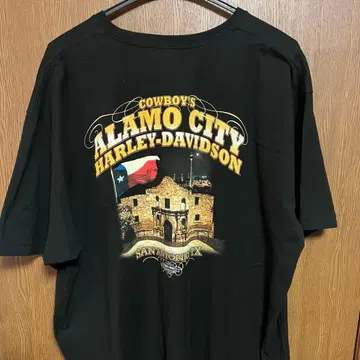 COWBOY'S
ALAMO CITY
HARLEY-DAVIDSON
SAN ANTONIO, TX